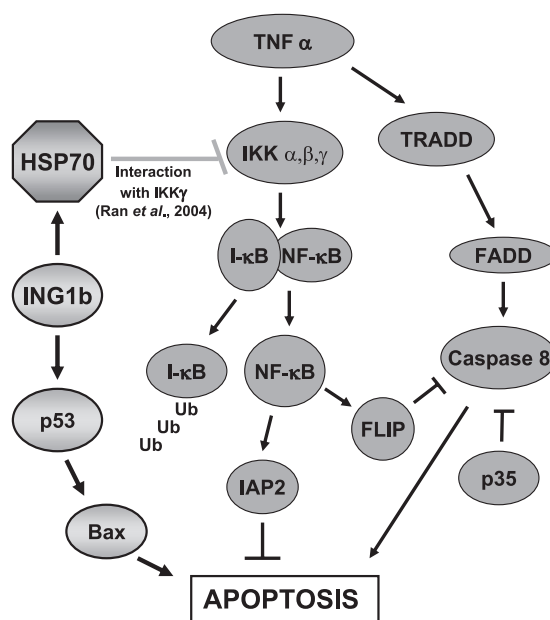 TNF α
HSP70
Interaction
with IKKγ
(Ran et al., 2004)
IKK α,β,γ
TRADD
I-κB
NF-κB
FADD
ING1b
I-κB
Ub
Ub
Ub
NF-κB
Caspase 8
FLIP
p53
IAP2
p35
Bax
APOPTOSIS